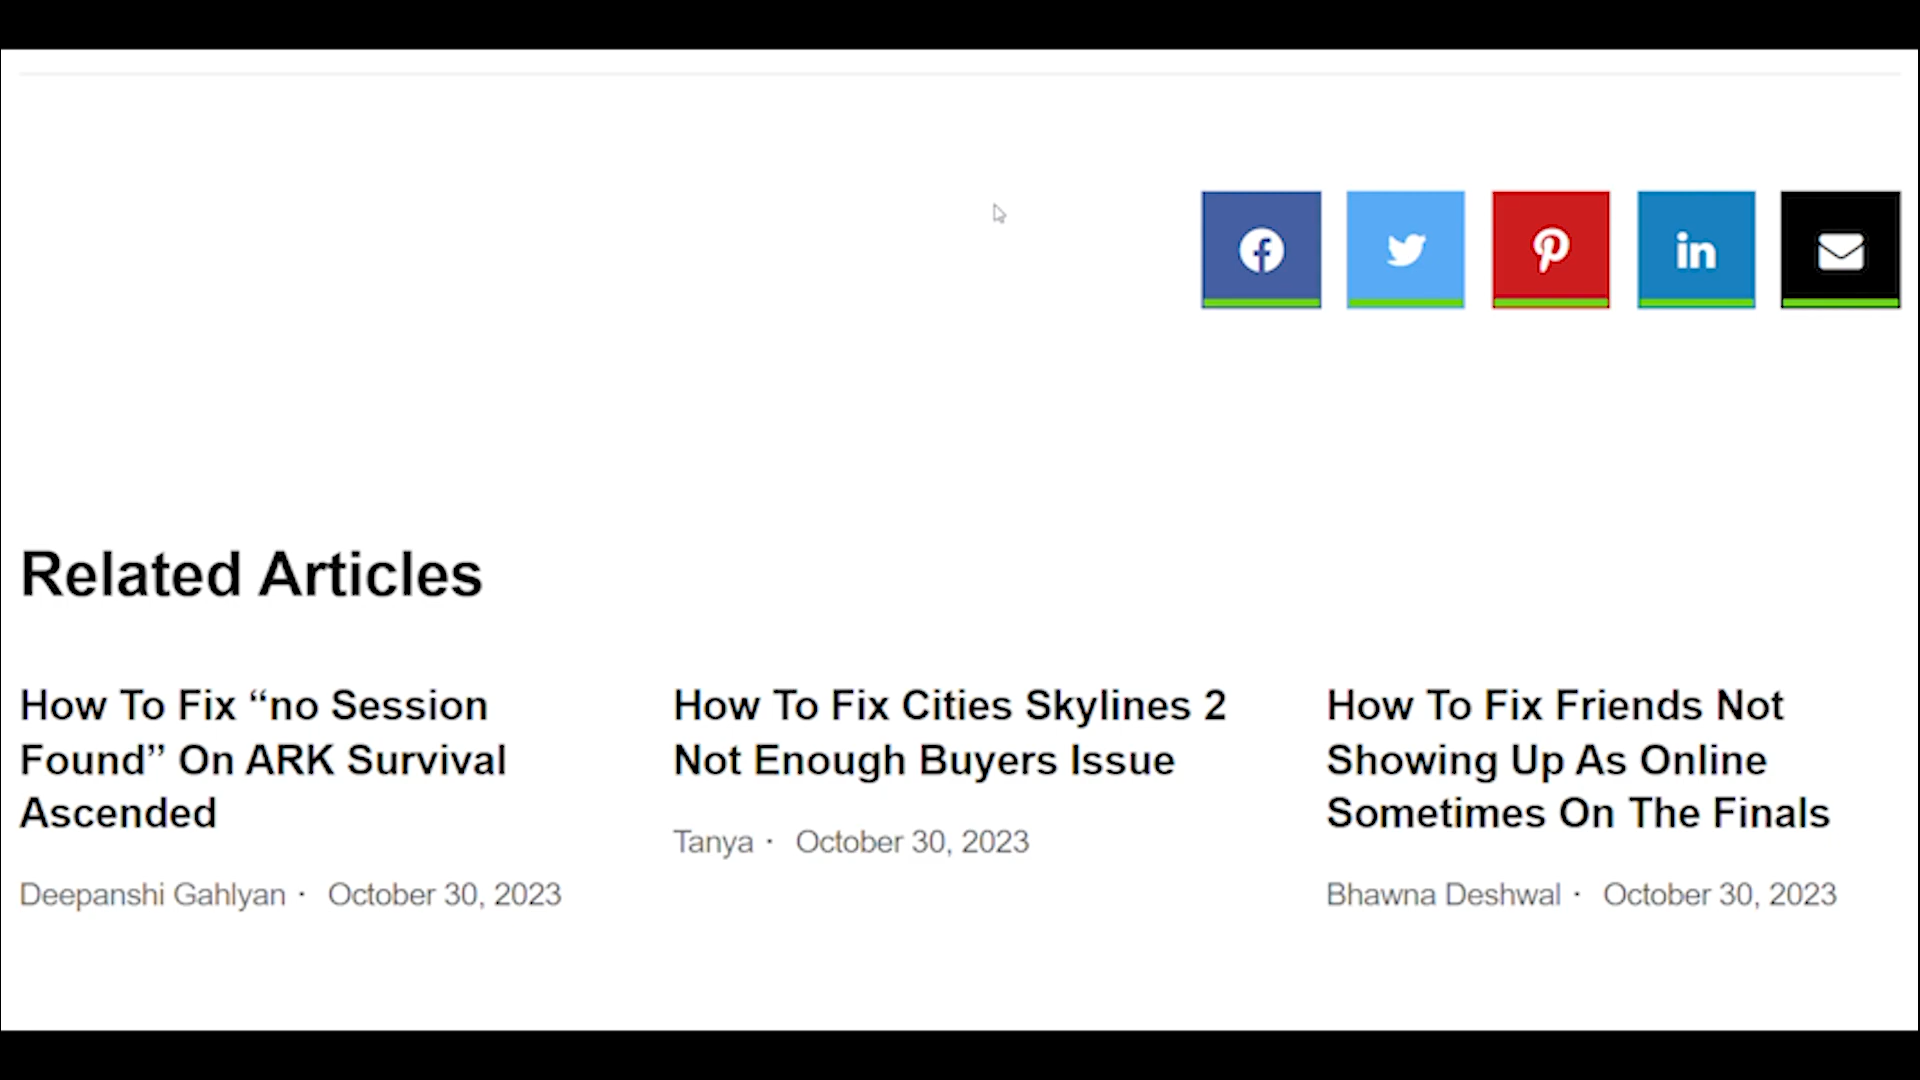 Related Articles
How To Fix “no Session
Found” On ARK Survival
Ascended
Deepanshi Gahlyan · October 30, 2023
How To Fix Cities Skylines 2
Not Enough Buyers Issue
Tanya · October 30, 2023
How To Fix Friends Not
Showing Up As Online
Sometimes On The Finals
Bhawna Deshwal · October 30, 2023